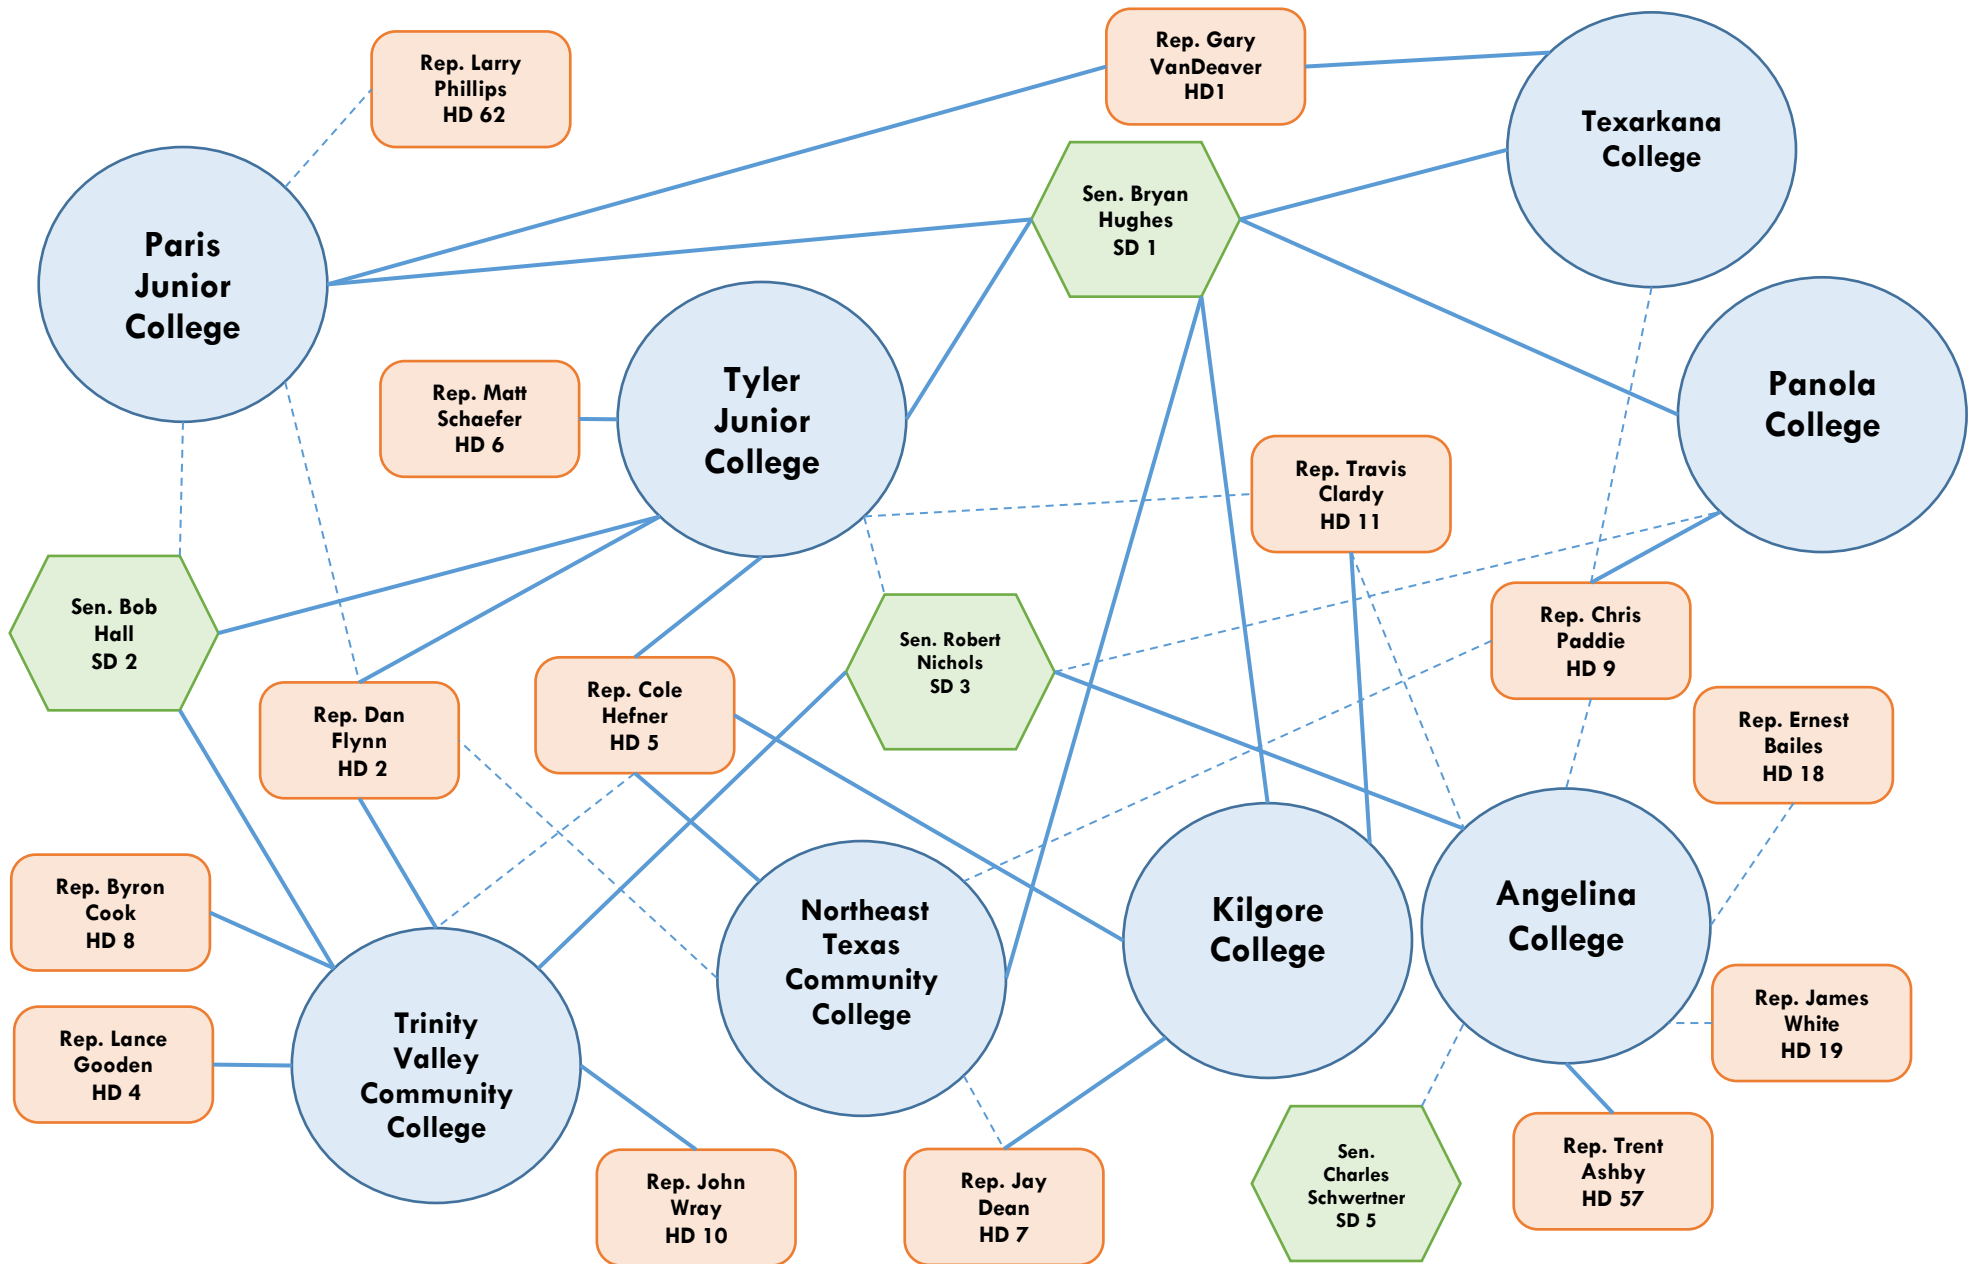 Rep. Larry
Phillips
HD 62
Rep. Gary
VanDeaver
HD1
Texarkana
College
Sen. Bryan
Hughes
SD 1
Paris
Junior
College
Tyler
Junior
College
Rep. Matt
Schaefer
HD 6
Panola
College
Rep. Travis
Clardy
HD 11
Sen. Bob
Hall
SD 2
Sen. Robert
Nichols
SD 3
Rep. Chris
Paddie
HD 9
Rep. Dan
Flynn
HD 2
Rep. Cole
Hefner
HD 5
Rep. Ernest
Bailes
HD 18
Rep. Byron
Cook
HD 8
Northeast
Texas
Community
College
Kilgore
College
Angelina
College
Rep. Lance
Gooden
HD 4
Trinity
Valley
Community
College
Rep. James
White
HD 19
Rep. John
Wray
HD 10
Rep. Jay
Dean
HD 7
Sen.
Charles
Schwertner
SD 5
Rep. Trent
Ashby
HD 57